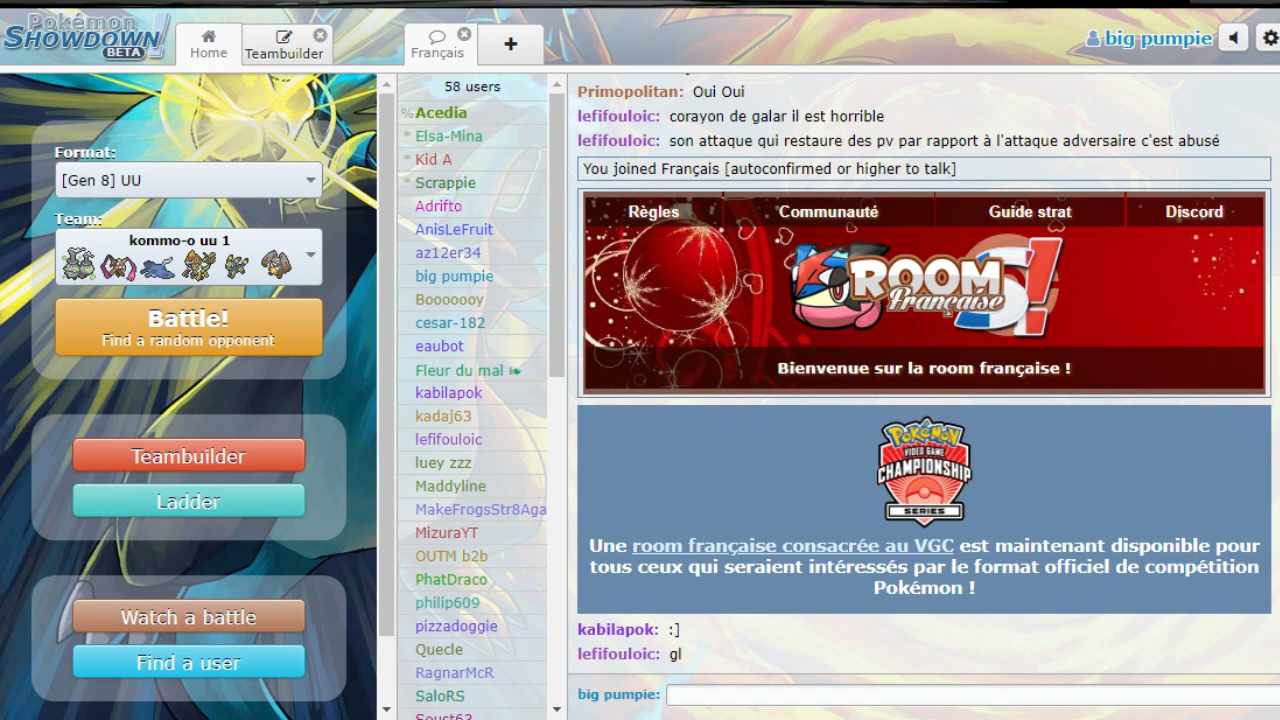 Pokémon
SHOWDOWN!
BETA
Home
Teambuilder
Français
+
big pumpie
Format:
[Gen 8] UU
Team:
kommo-o uu 1
Battle!
Find a random opponent
Teambuilder
Ladder
Watch a battle
Find a user
58 users
%Acedia
* Elsa-Mina
* Kid A
* Scrappie
Adrifto
AnisLeFruit
az12er34
big pumpie
Booooooy
cesar-182
eaubot
Fleur du mal ❧
kabilapok
kadaj63
lefifouloic
luey zzz
Maddyline
MakeFrogsStr8Aga
MizuraYT
OUTM b2b
PhatDraco
philip609
pizzadoggie
Quecle
RagnarMcR
SaloRS
Soust63
Primopolitan: Oui Oui
lefifouloic: corayon de galar il est horrible
lefifouloic: son attaque qui restaure des pv par rapport à l'attaque adversaire c'est abusé
You joined Français [autoconfirmed or higher to talk]
Règles Communauté Guide strat Discord
ROOM
Française
S!
Bienvenue sur la room française !
Pokémon
VIDEO GAME
CHAMPIONSHIP
SERIES
Une room française consacrée au VGC est maintenant disponible pour
tous ceux qui seraient intéressés par le format officiel de compétition
Pokémon !
kabilapok: :]
lefifouloic: gl
big pumpie: